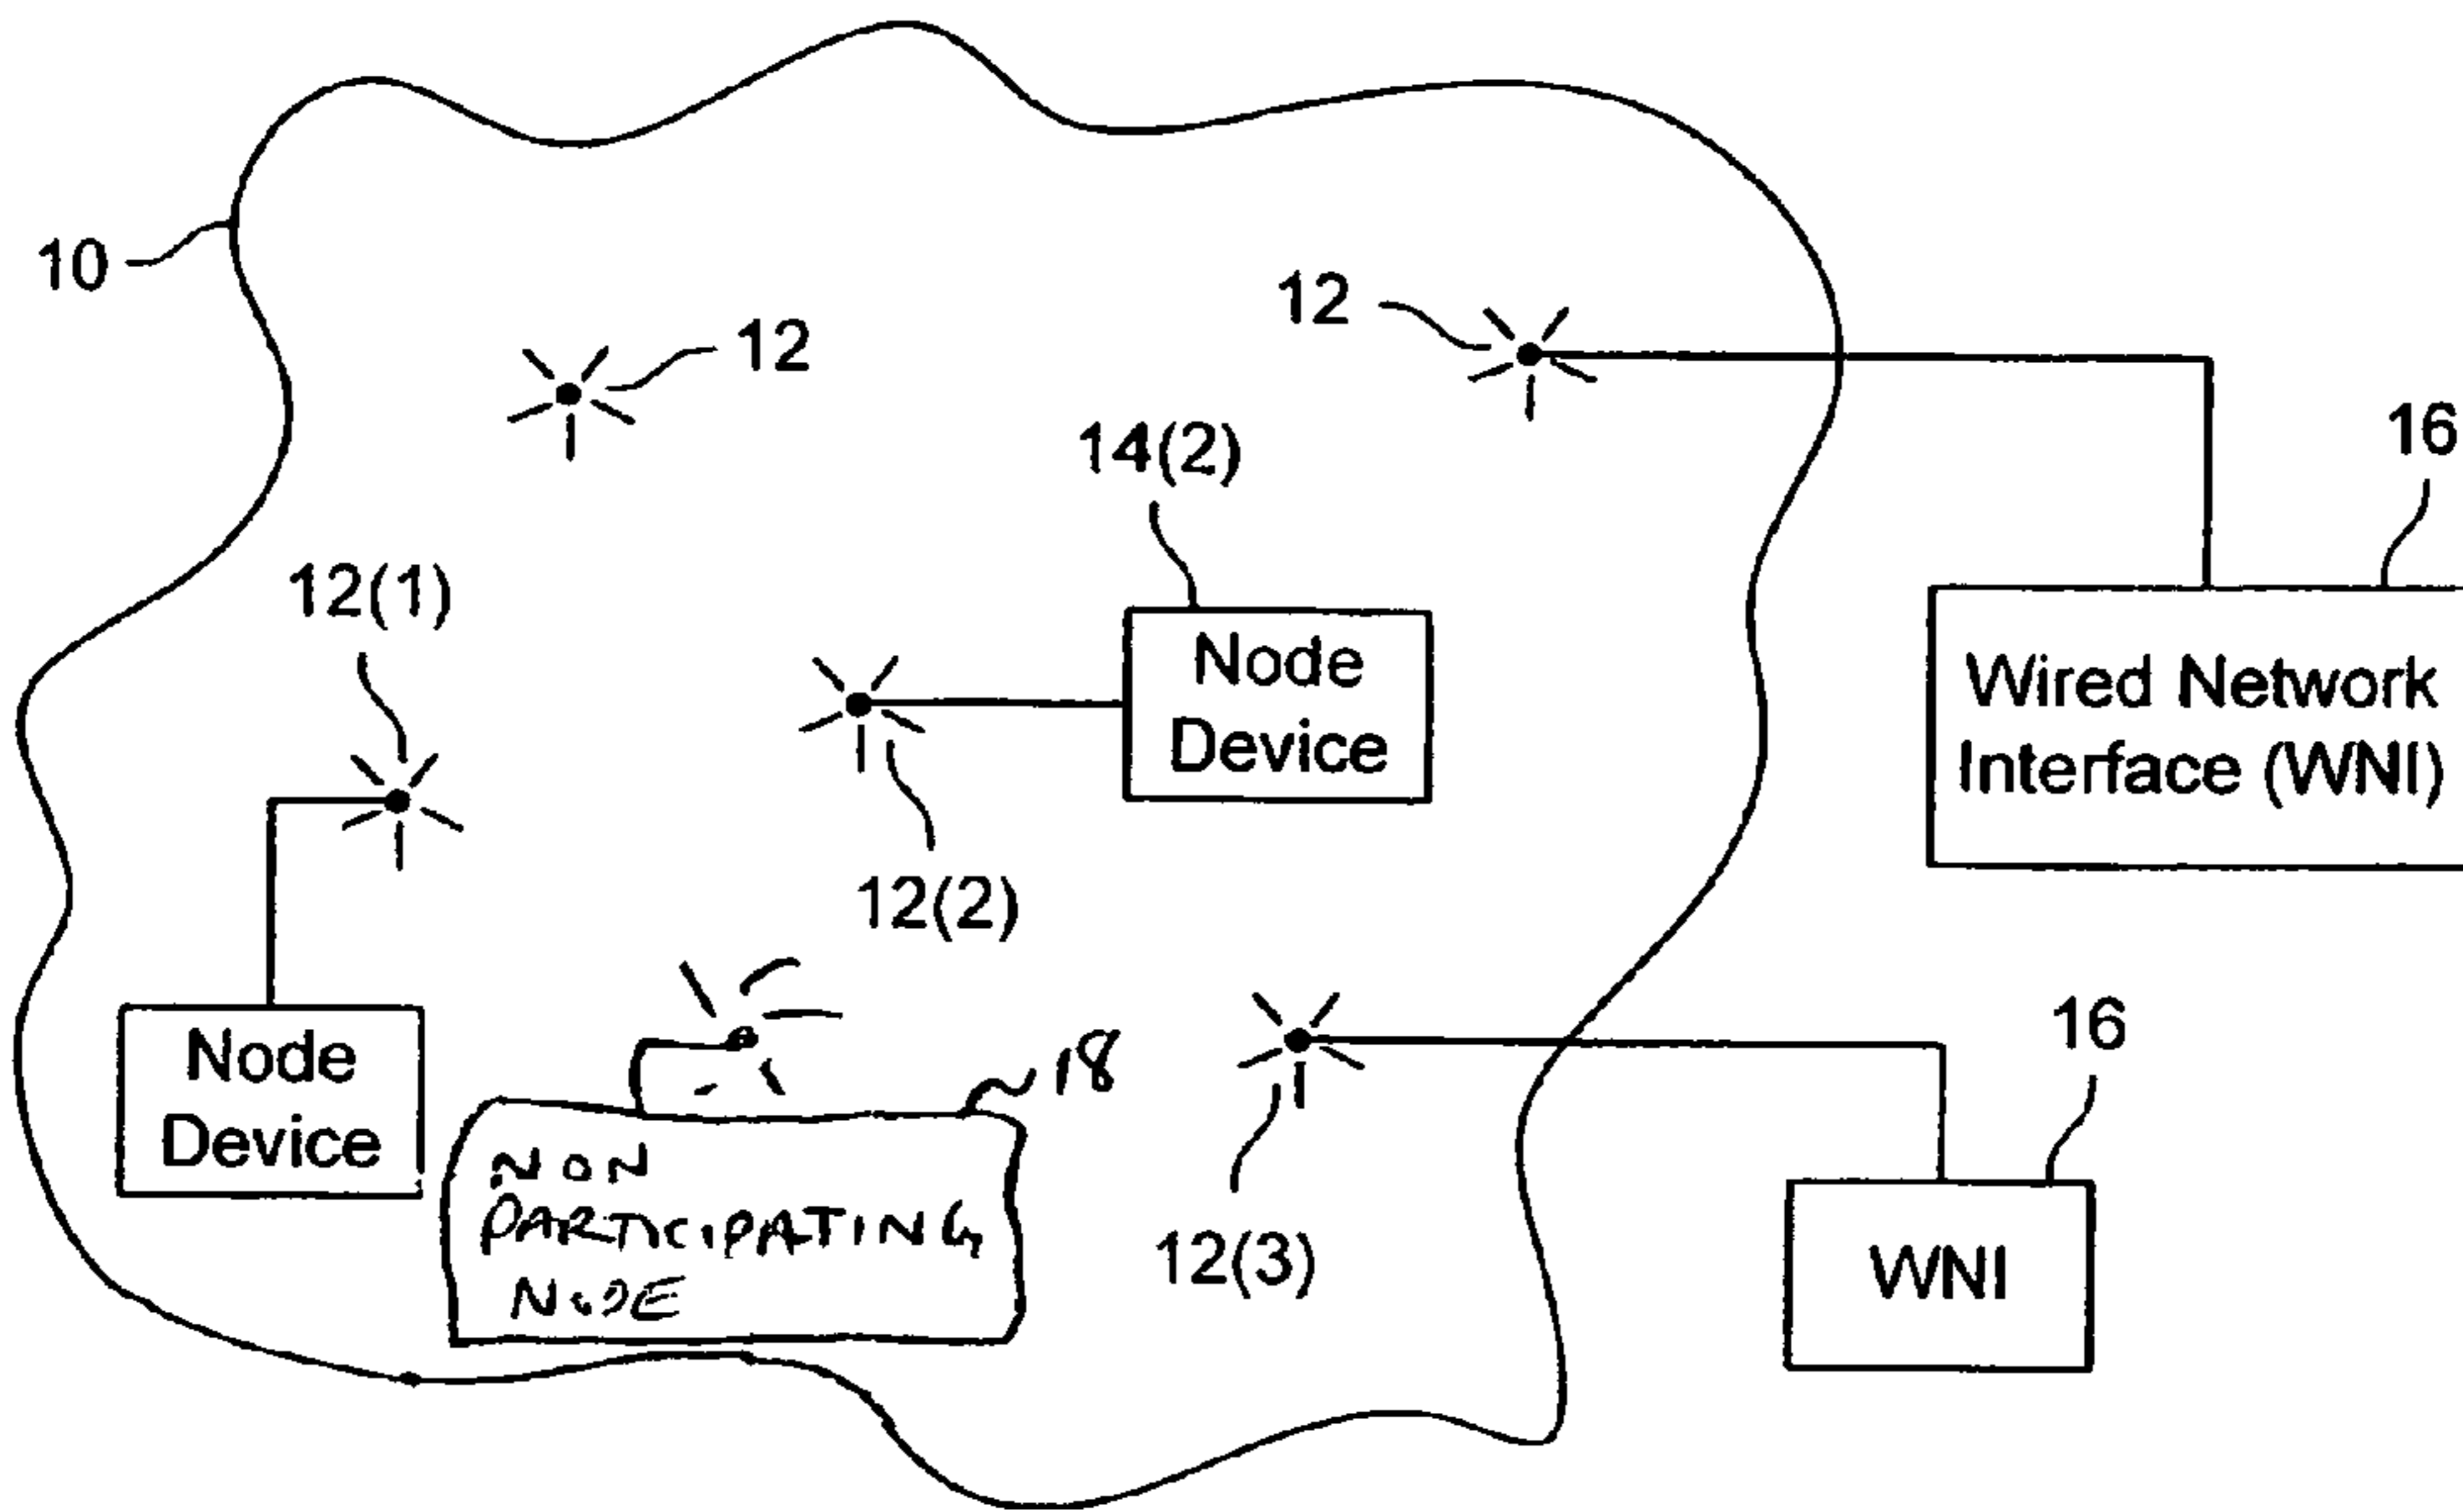 10
12
12
16
14(2)
12(1)
Node
Device
Wired Network
Interface (WNI)
12(2)
Node
Device
18
16
NON
PARTICIPATING
NODE
12(3)
WNI